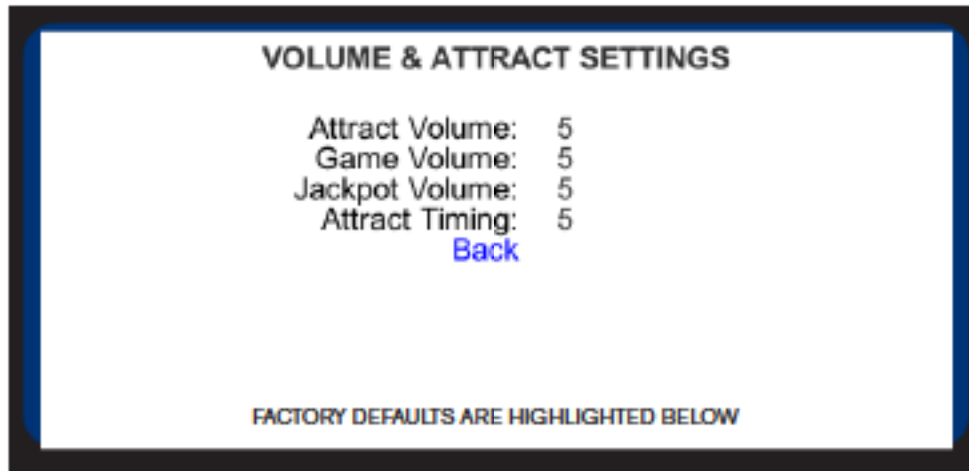 VOLUME & ATTRACT SETTINGS
Attract Volume: 5
Game Volume: 5
Jackpot Volume: 5
Attract Timing: 5
Back
FACTORY DEFAULTS ARE HIGHLIGHTED BELOW